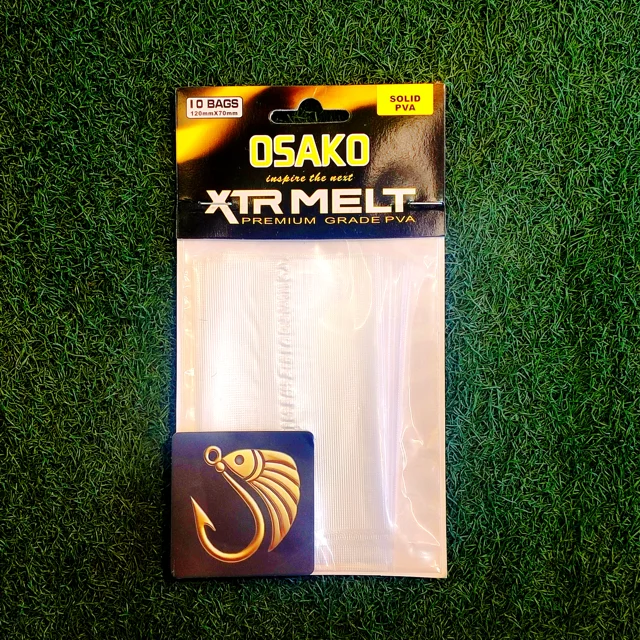 10 BAGS
120mmX70mm
SOLID
PVA
OSAKO
inspire the next
XTR MELT
PREMIUM GRADE PVA